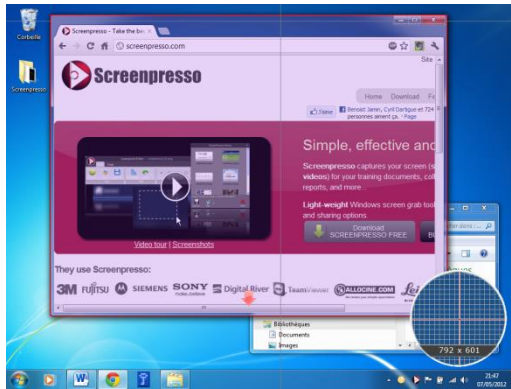 Corbeille
Screenpresso
Screenpresso - Take the be
screenpresso.com
Site
Screenpresso
Home Download
J'aime Benoit Jann, Cyril Dartigue et 724
personnes aiment ça. · Page
Simple, effective and
Screenpresso captures your screen (s
videos) for your training documents, coll
reports, and more...
Light-weight Windows screen grab tool
and sharing options.
Download
SCREENPRESSO FREE
Video tour | Screenshots
They use Screenpresso:
3M FUJITSU SIEMENS SONY Digital River TeamViewer ALLOCINE.COM Lei
Bibliothèques
Documents
Images
792 x 601
21:47
07/05/2012